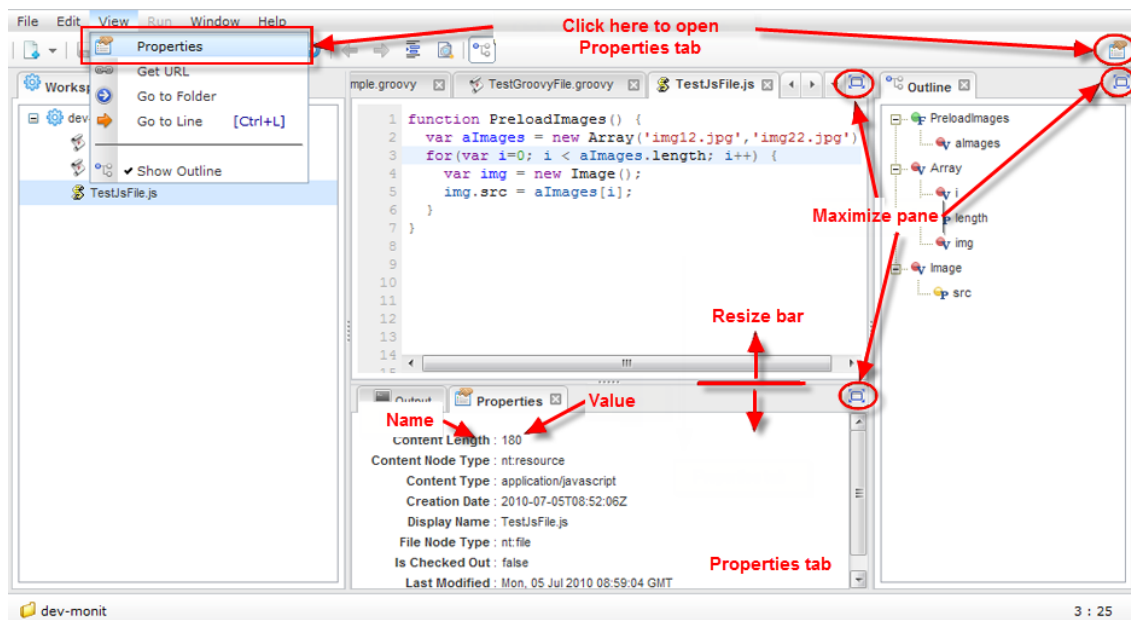 File Edit View Run Window Help
Click here to open
Properties tab
Properties
Get URL
Go to Folder
Go to Line [Ctrl+L]
✔ Show Outline
dev
TestJsFile.js
mple.groovy TestGroovyFile.groovy TestJsFile.js
1 function PreloadImages() {
2 var aImages = new Array('img12.jpg','img22.jpg')
3 for(var i=0; i < aImages.length; i++) {
4 var img = new Image();
5 img.src = aImages[i];
6 }
7 }
8
9
10
11
12
13
14
Outline
PreloadImages
aImages
Array
i
length
img
Image
src
Maximize pane
Resize bar
Output Properties
Name
Value
Content Length : 180
Content Node Type : nt:resource
Content Type : application/javascript
Creation Date : 2010-07-05T08:52:06Z
Display Name : TestJsFile.js
File Node Type : nt:file
Is Checked Out : false
Last Modified : Mon, 05 Jul 2010 08:59:04 GMT
Properties tab
dev-monit
3 : 25